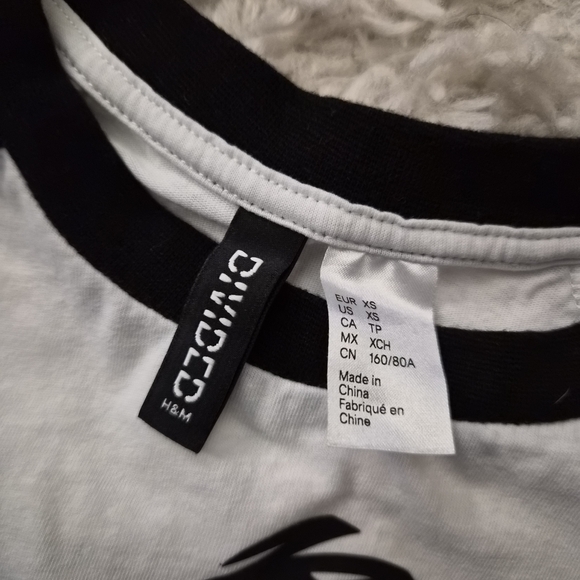 DIVIDED
H&M
EUR XS
US XS
CA TP
MX XCH
CN 160/80A
Made in
China
Fabriqué en
Chine